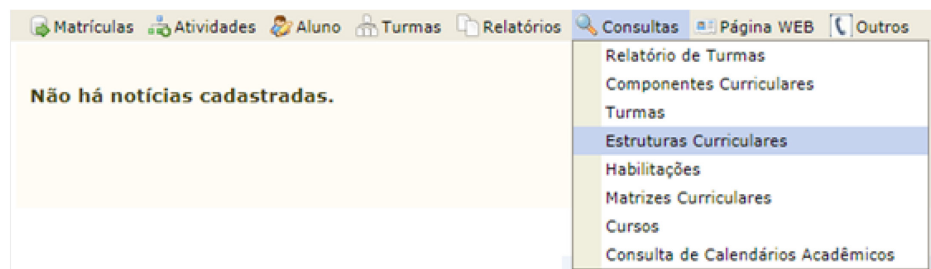 Matrículas Atividades Aluno Turmas Relatórios Consultas Página WEB Outros
Não há notícias cadastradas.
Relatório de Turmas
Componentes Curriculares
Turmas
Estruturas Curriculares
Habilitações
Matrizes Curriculares
Cursos
Consulta de Calendários Acadêmicos